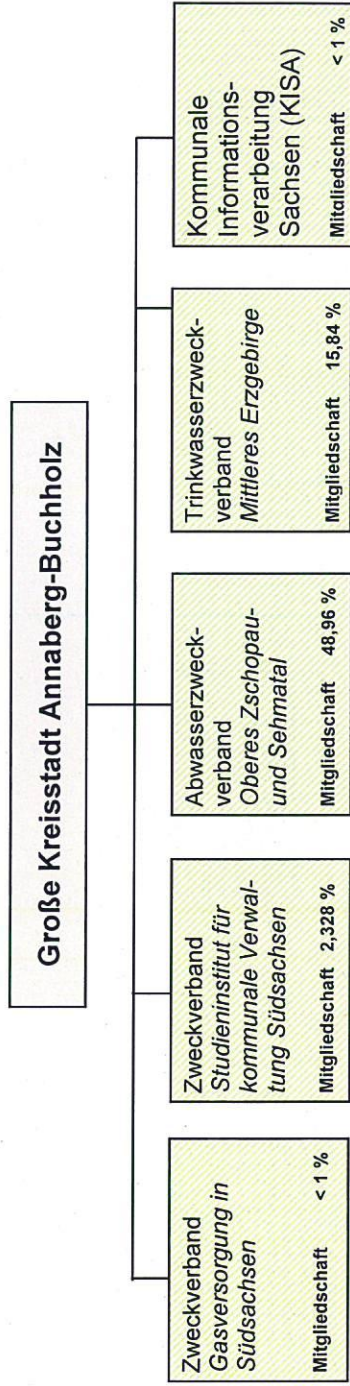 Große Kreisstadt Annaberg-Buchholz
Zweckverband
Gasversorgung in
Südsachsen
Mitgliedschaft < 1 %
Zweckverband
Studieninstitut für
kommunale Verwal-
tung Südsachsen
Mitgliedschaft 2,328 %
Abwasserzweck-
verband
Oberes Zschopau-
und Sehmatal
Mitgliedschaft 48,96 %
Trinkwasserzweck-
verband
Mittleres Erzgebirge
Mitgliedschaft 15,84 %
Kommunale
Informations-
verarbeitung
Sachsen (KISA)
Mitgliedschaft < 1 %